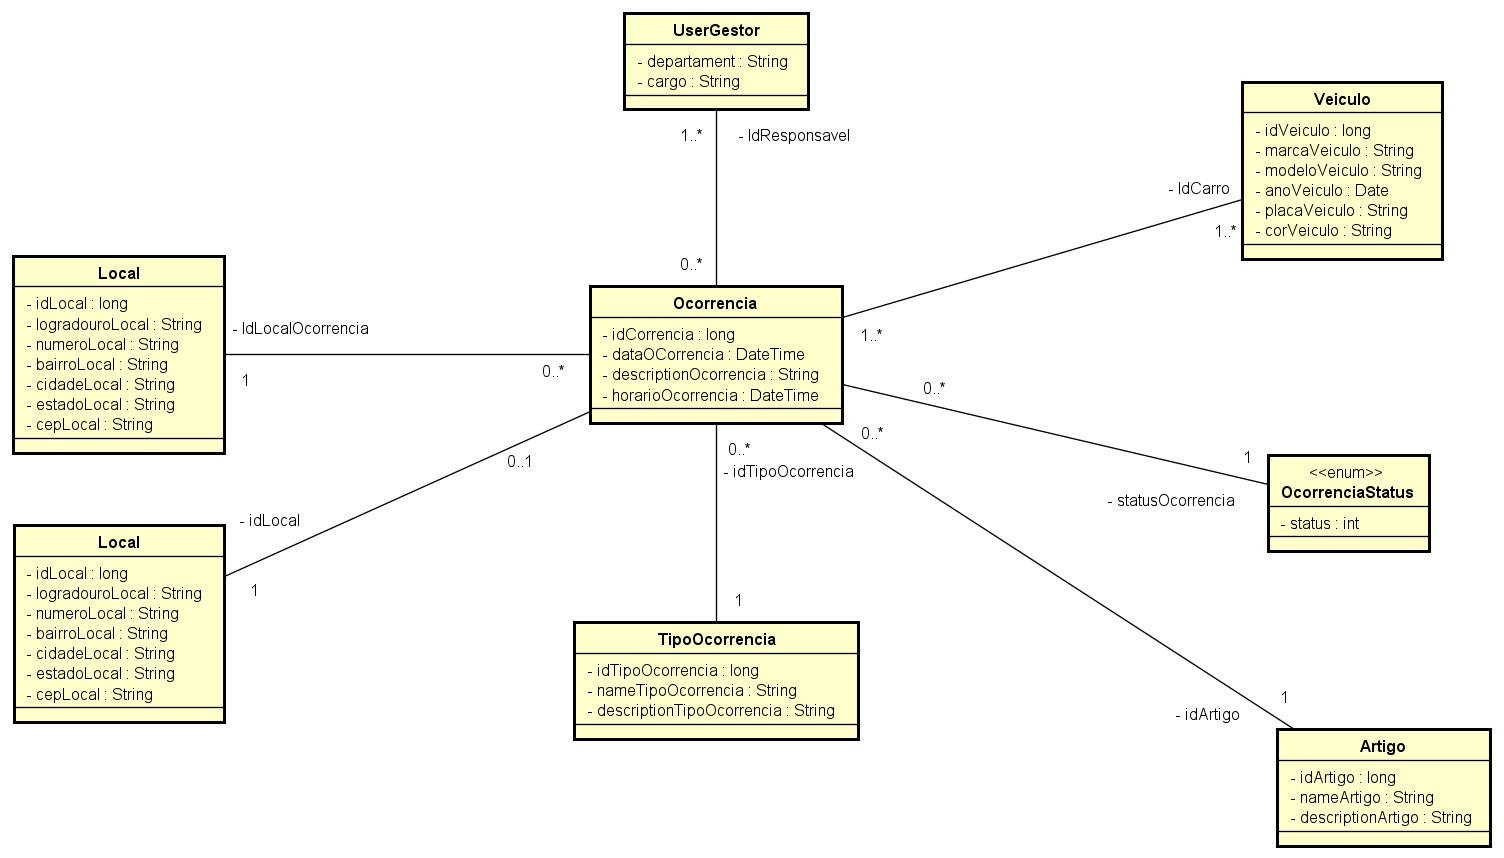 UserGestor
- departament : String
- cargo : String
1..*
- IdResponsavel
0..*
Veiculo
- idVeiculo : long
- marcaVeiculo : String
- modeloVeiculo : String
- anoVeiculo : Date
- placaVeiculo : String
- corVeiculo : String
- IdCarro
1..*
1..*
Local
- idLocal : long
- logradouroLocal : String
- numeroLocal : String
- bairroLocal : String
- cidadeLocal : String
- estadoLocal : String
- cepLocal : String
- IdLocalOcorrencia
1
0..*
Ocorrencia
- idCorrencia : long
- dataOCorrencia : DateTime
- descriptionOcorrencia : String
- horarioOcorrencia : DateTime
0..*
1
- statusOcorrencia
<<enum>>
OcorrenciaStatus
- status : int
0..1
- idLocal
1
Local
- idLocal : long
- logradouroLocal : String
- numeroLocal : String
- bairroLocal : String
- cidadeLocal : String
- estadoLocal : String
- cepLocal : String
0..*
- idTipoOcorrencia
1
TipoOcorrencia
- idTipoOcorrencia : long
- nameTipoOcorrencia : String
- descriptionTipoOcorrencia : String
0..*
1
- idArtigo
Artigo
- idArtigo : long
- nameArtigo : String
- descriptionArtigo : String